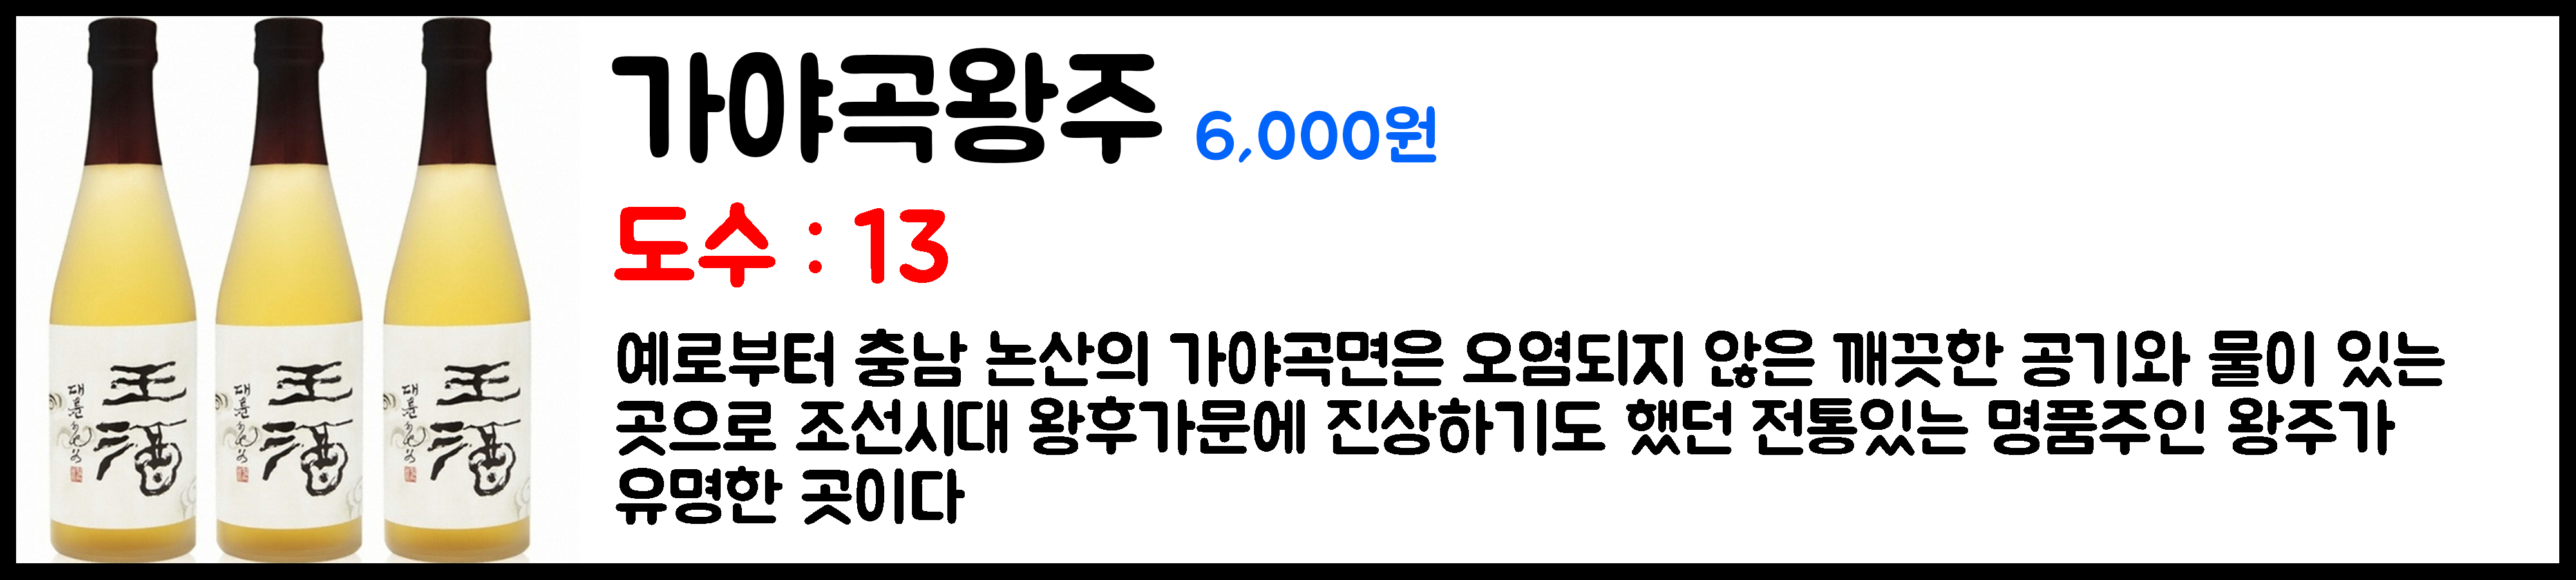 가야곡왕주 6,000원
도수 : 13
예로부터 충남 논산의 가야곡면은 오염되지 않은 깨끗한 공기와 물이 있는
곳으로 조선시대 왕후가문에 진상하기도 했던 전통있는 명품주인 왕주가
유명한 곳이다
王
酒
王
酒
王
酒